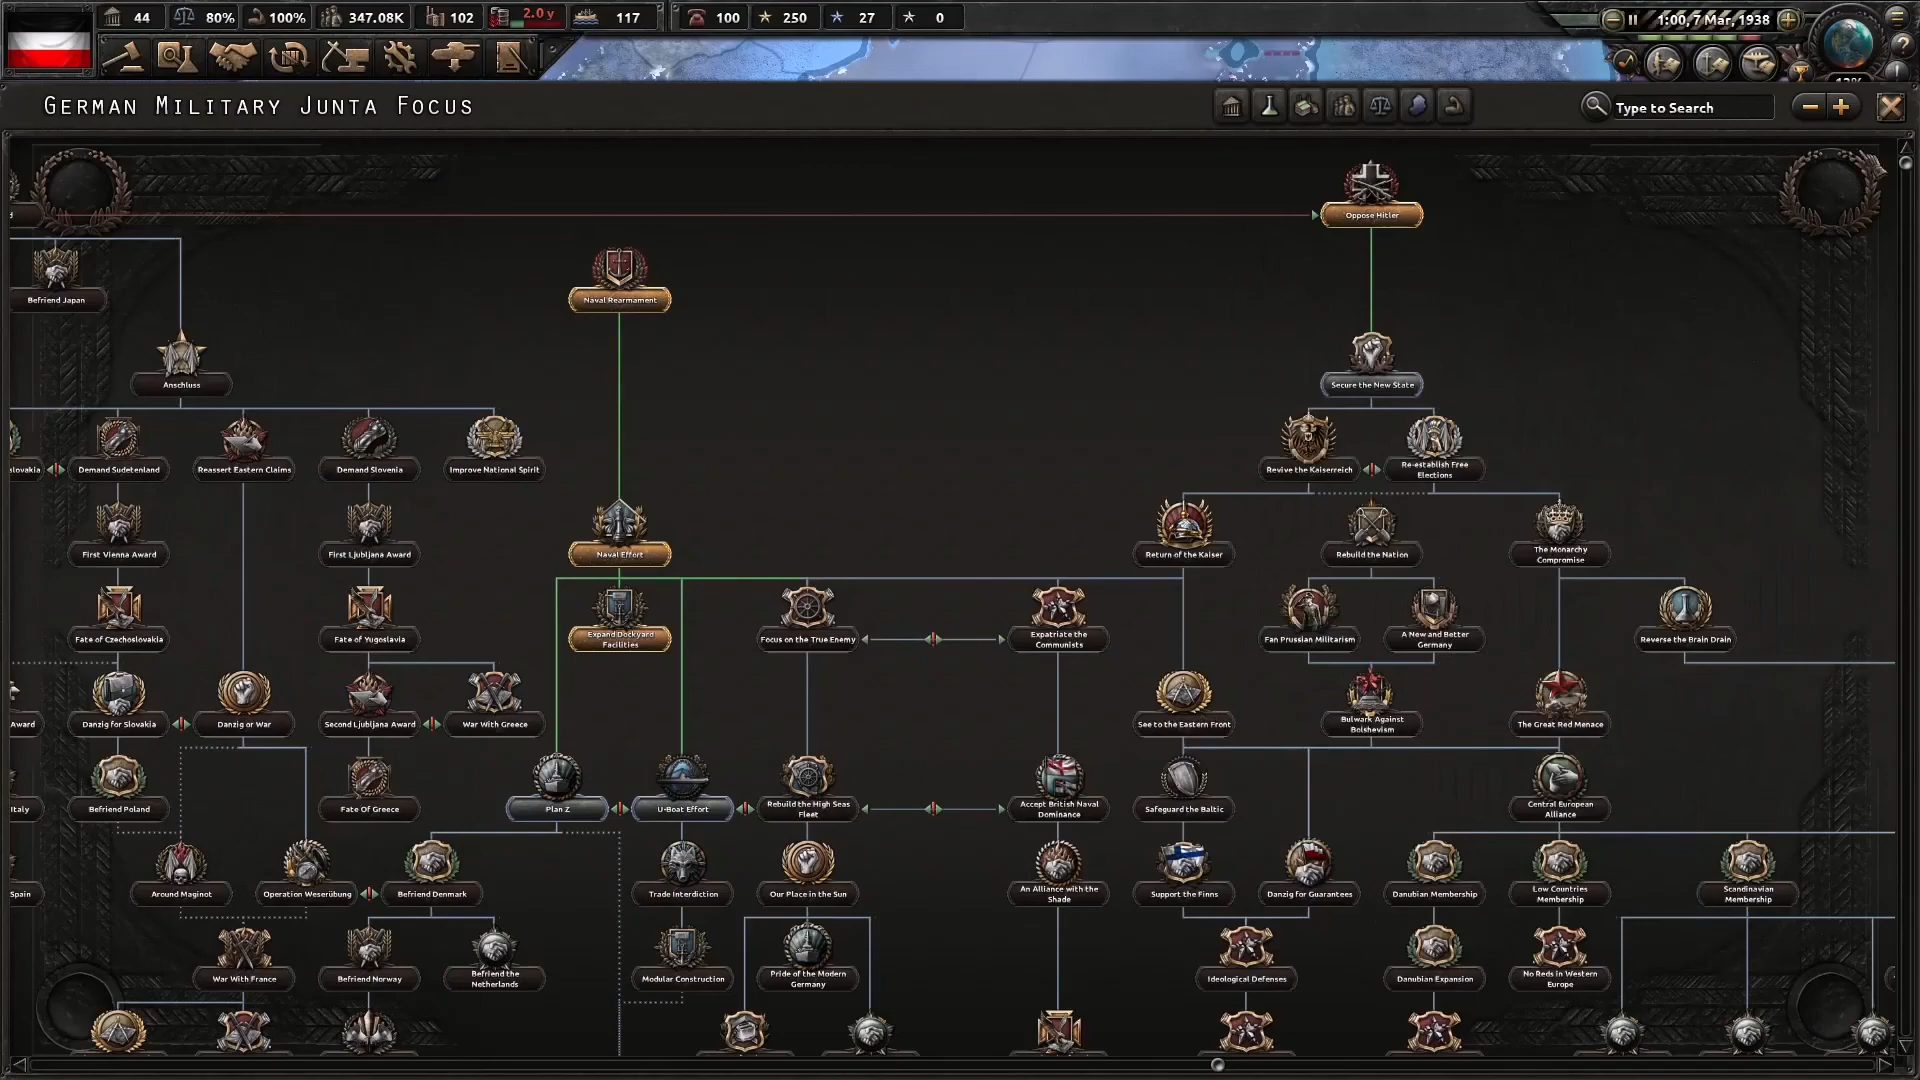 44
80%
100%
347.08K
102
2.0 y
117
100
250
27
0
1:00, 7 Mar, 1938
German Military Junta Focus
Type to Search
Oppose Hitler
Befriend Japan
Naval Rearmament
Anschluss
Secure the New State
slovakia
Demand Sudetenland
Reassert Eastern Claims
Demand Slovenia
Improve National Spirit
Revive the Kaiserreich
Re-establish Free
Elections
First Vienna Award
First Ljubljana Award
Naval Effort
Return of the Kaiser
Rebuild the Nation
The Monarchy
Compromise
Fate of Czechoslovakia
Fate of Yugoslavia
Expand Dockyard
Facilities
Focus on the True Enemy
Expatriate the
Communists
Fan Prussian Militarism
A New and Better
Germany
Reverse the Brain Drain
Award
Danzig for Slovakia
Danzig or War
Second Ljubljana Award
War With Greece
See to the Eastern Front
Bulwark Against
Bolshevism
The Great Red Menace
Italy
Befriend Poland
Fate Of Greece
Plan Z
U-Boat Effort
Rebuild the High Seas
Fleet
Accept British Naval
Dominance
Safeguard the Baltic
Central European
Alliance
Spain
Around Maginot
Operation Weserübung
Befriend Denmark
Trade Interdiction
Our Place in the Sun
An Alliance with the
Shade
Support the Finns
Danzig for Guarantees
Danubian Membership
Low Countries
Membership
Scandinavian
Membership
War With France
Befriend Norway
Befriend the
Netherlands
Modular Construction
Pride of the Modern
Germany
Ideological Defenses
Danubian Expansion
No Reds in Western
Europe